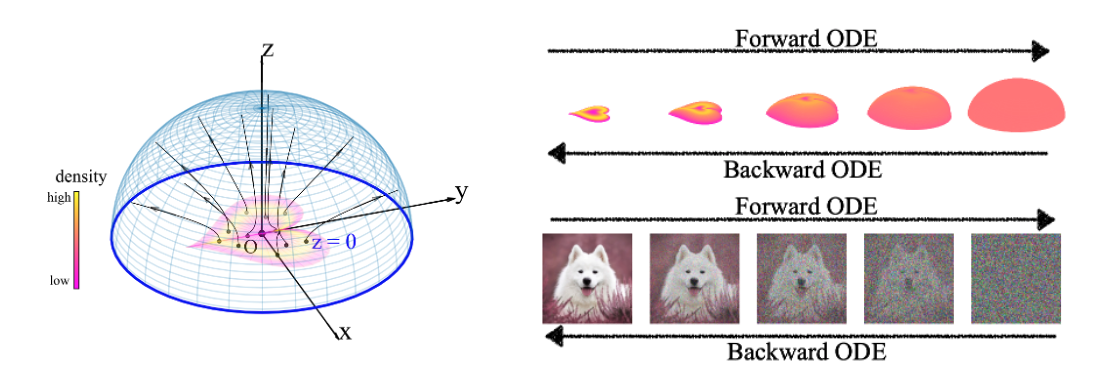 z
density
high
low
y
O
z = 0
x
Forward ODE
Backward ODE
Forward ODE
Backward ODE